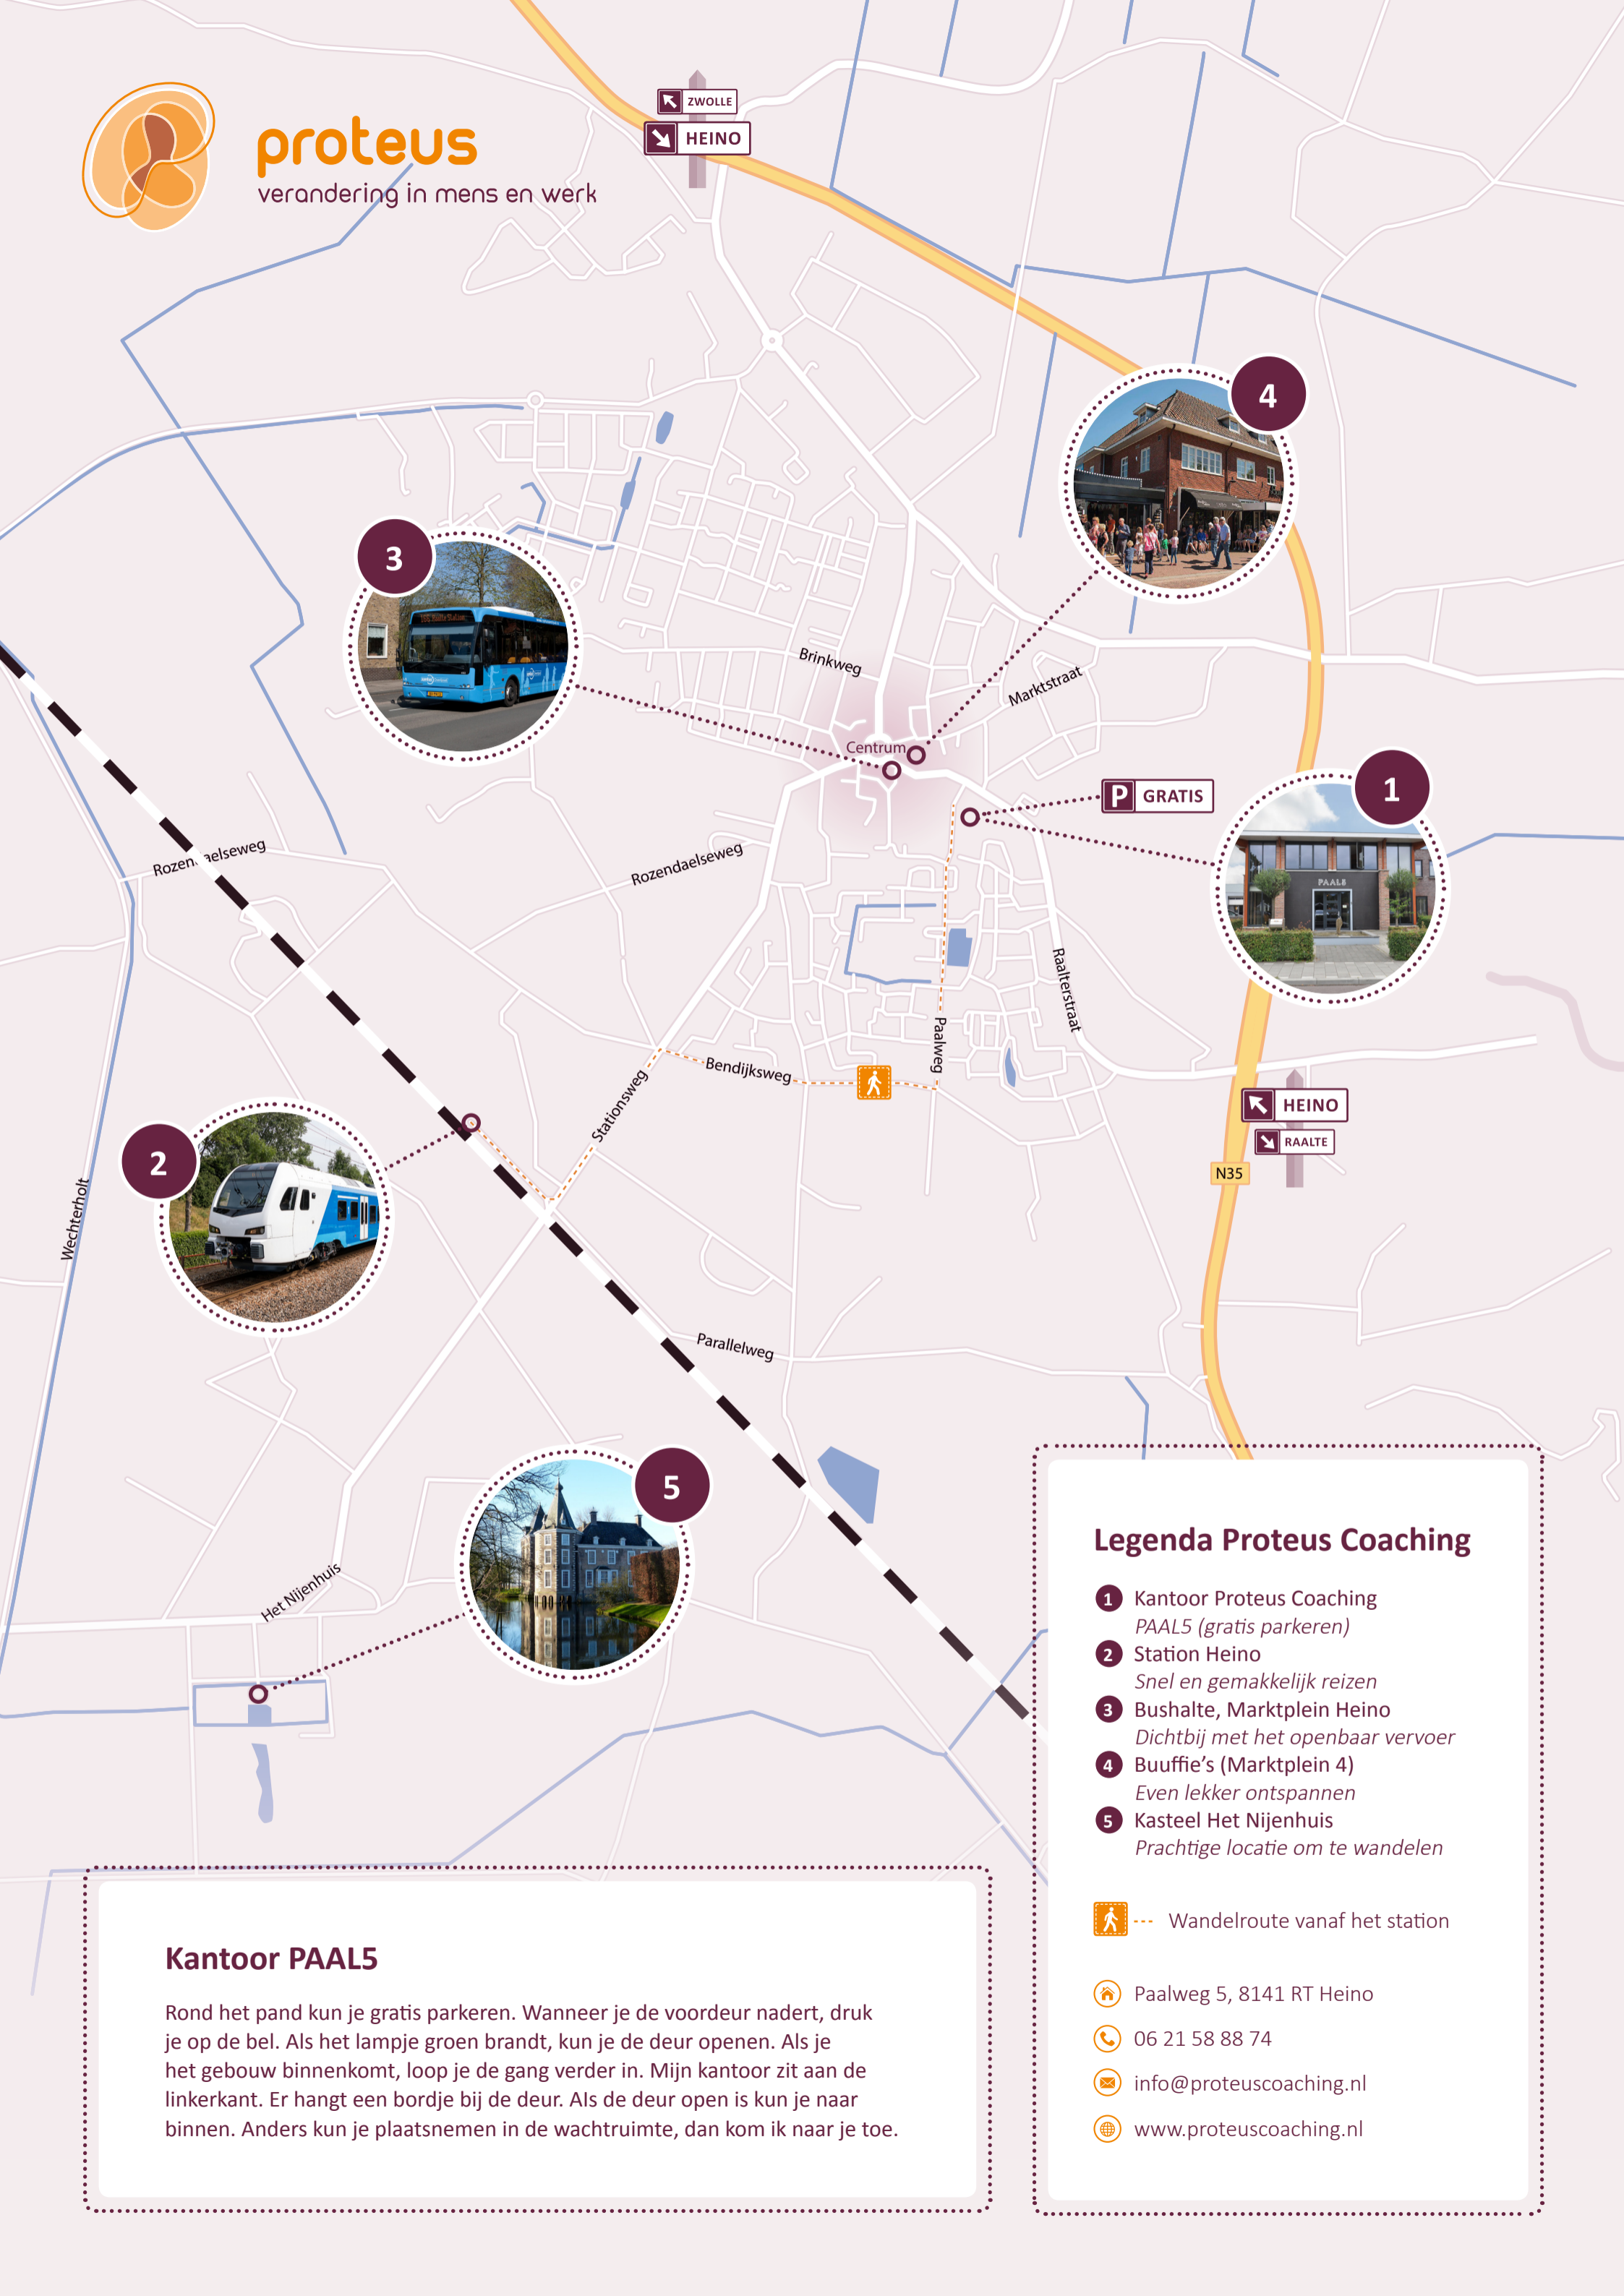 proteus
verandering in mens en werk
ZWOLLE
HEINO
4
3
Brinkweg
Marktstraat
Centrum
P GRATIS
1
PAAL5
Rozendaelseweg
Rozendaelseweg
Raalterstraat
Paalweg
Bendijksweg
Stationsweg
HEINO
RAALTE
N35
2
Wechterholt
Parallelweg
5
Het Nijenhuis
Legenda Proteus Coaching
1 Kantoor Proteus Coaching
PAAL5 (gratis parkeren)
2 Station Heino
Snel en gemakkelijk reizen
3 Bushalte, Marktplein Heino
Dichtbij met het openbaar vervoer
4 Buuffie’s (Marktplein 4)
Even lekker ontspannen
5 Kasteel Het Nijenhuis
Prachtige locatie om te wandelen
Wandelroute vanaf het station
Paalweg 5, 8141 RT Heino
06 21 58 88 74
info@proteuscoaching.nl
www.proteuscoaching.nl
Kantoor PAAL5
Rond het pand kun je gratis parkeren. Wanneer je de voordeur nadert, druk
je op de bel. Als het lampje groen brandt, kun je de deur openen. Als je
het gebouw binnenkomt, loop je de gang verder in. Mijn kantoor zit aan de
linkerkant. Er hangt een bordje bij de deur. Als de deur open is kun je naar
binnen. Anders kun je plaatsnemen in de wachtruimte, dan kom ik naar je toe.